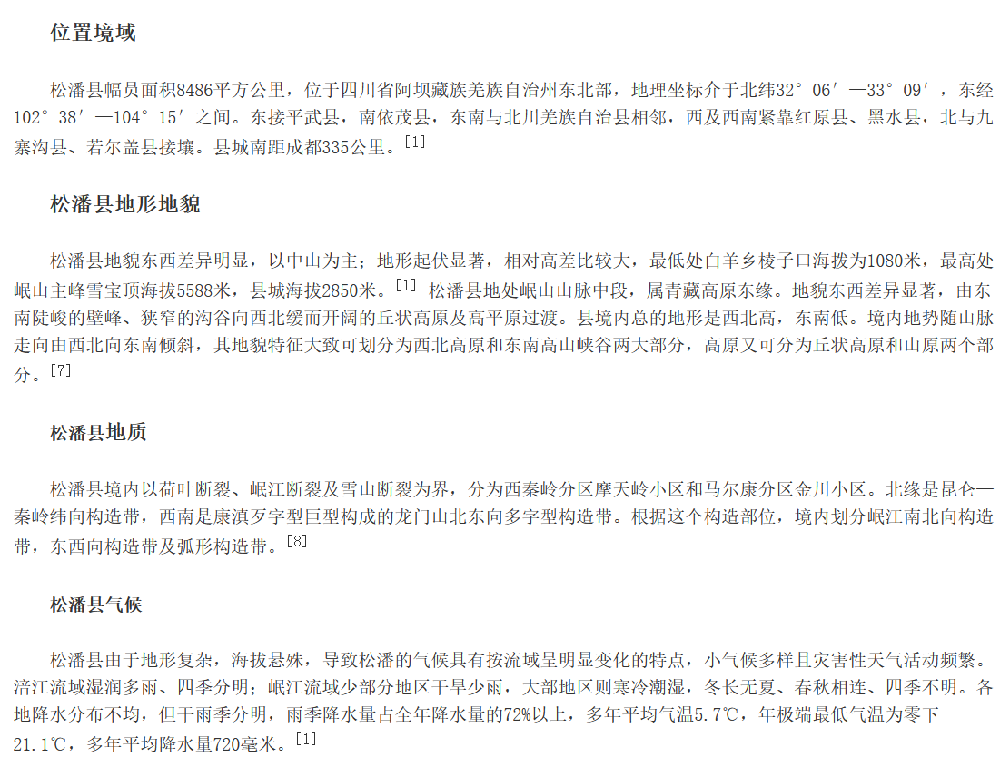 位置境域
松潘县幅员面积8486平方公里，位于四川省阿坝藏族羌族自治州东北部，地理坐标介于北纬32°06′—33°09′，东经
102°38′—104°15′之间。东接平武县，南依茂县，东南与北川羌族自治县相邻，西及西南紧靠红原县、黑水县，北与九
寨沟县、若尔盖县接壤。县城南距成都335公里。[1]
松潘县地形地貌
松潘县地貌东西差异明显，以中山为主；地形起伏显著，相对高差比较大，最低处白羊乡棱子口海拨为1080米，最高处
岷山主峰雪宝顶海拔5588米，县城海拔2850米。[1] 松潘县地处岷山山脉中段，属青藏高原东缘。地貌东西差异显著，由东
南陡峻的壁峰、狭窄的沟谷向西北缓而开阔的丘状高原及高平原过渡。县境内总的地形是西北高，东南低。境内地势随山脉
走向由西北向东南倾斜，其地貌特征大致可划分为西北高原和东南高山峡谷两大部分，高原又可分为丘状高原和山原两个部
分。[7]
松潘县地质
松潘县境内以荷叶断裂、岷江断裂及雪山断裂为界，分为西秦岭分区摩天岭小区和马尔康分区金川小区。北缘是昆仑—
秦岭纬向构造带，西南是康滇歹字型巨型构成的龙门山北东向多字型构造带。根据这个构造部位，境内划分岷江南北向构造
带，东西向构造带及弧形构造带。[8]
松潘县气候
松潘县由于地形复杂，海拔悬殊，导致松潘的气候具有按流域呈明显变化的特点，小气候多样且灾害性天气活动频繁。
涪江流域湿润多雨、四季分明；岷江流域少部分地区干旱少雨，大部地区则寒冷潮湿，冬长无夏、春秋相连、四季不明。各
地降水分布不均，但干雨季分明，雨季降水量占全年降水量的72%以上，多年平均气温5.7℃，年极端最低气温为零下
21.1℃，多年平均降水量720毫米。[1]